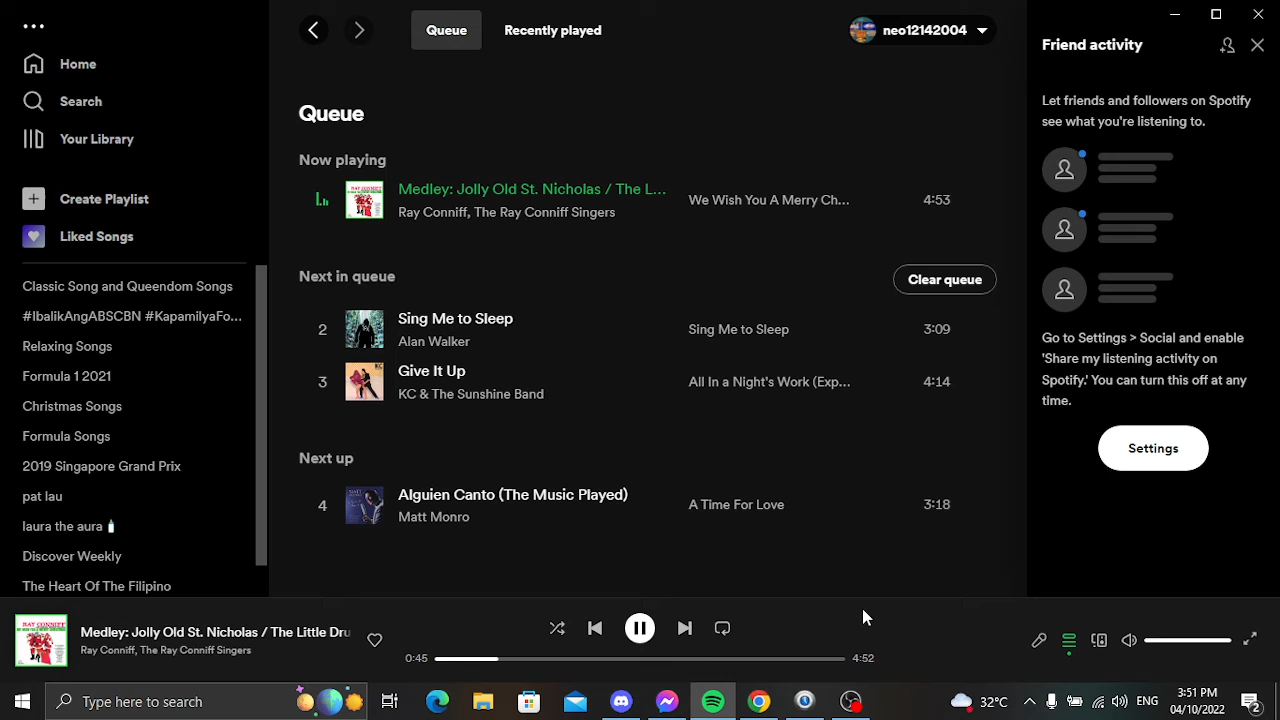 Home
Search
Your Library
Create Playlist
Liked Songs
Classic Song and Queendom Songs
#IbalikAngABSCBN #KapamilyaFo...
Relaxing Songs
Formula 1 2021
Christmas Songs
Formula Songs
2019 Singapore Grand Prix
pat lau
laura the aura
Discover Weekly
The Heart Of The Filipino
Queue
Recently played
neo12142004
Queue
Now playing
Medley: Jolly Old St. Nicholas / The L...
Ray Conniff, The Ray Conniff Singers
We Wish You A Merry Ch...
4:53
Next in queue
Clear queue
2
Sing Me to Sleep
Alan Walker
Sing Me to Sleep
3:09
3
Give It Up
KC & The Sunshine Band
All In a Night's Work (Exp...
4:14
Next up
4
Alguien Canto (The Music Played)
Matt Monro
A Time For Love
3:18
Friend activity
Let friends and followers on Spotify
see what you're listening to.
Go to Settings > Social and enable
'Share my listening activity on
Spotify.' You can turn this off at any
time.
Settings
Medley: Jolly Old St. Nicholas / The Little Dru
Ray Conniff, The Ray Conniff Singers
0:45
4:52
Type here to search
32°C
ENG
3:51 PM
04/10/2022
2